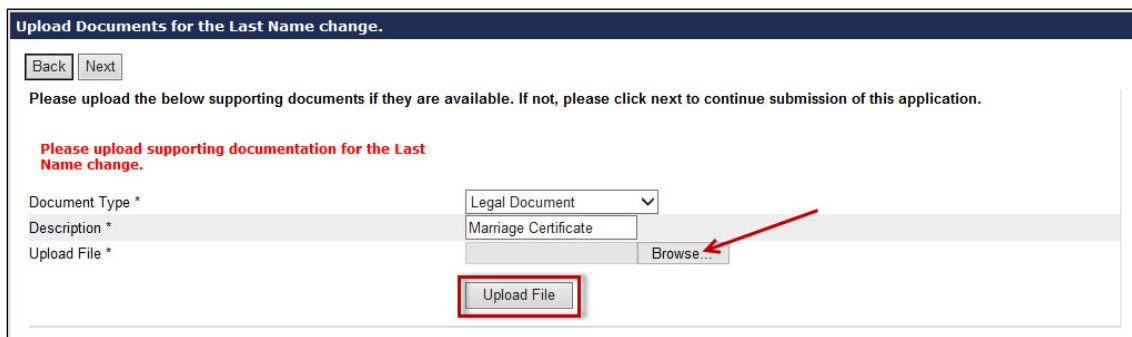 Upload Documents for the Last Name change.
Back Next
Please upload the below supporting documents if they are available. If not, please click next to continue submission of this application.
Please upload supporting documentation for the Last
Name change.
Document Type * Legal Document
Description * Marriage Certificate
Upload File * Browse...
Upload File